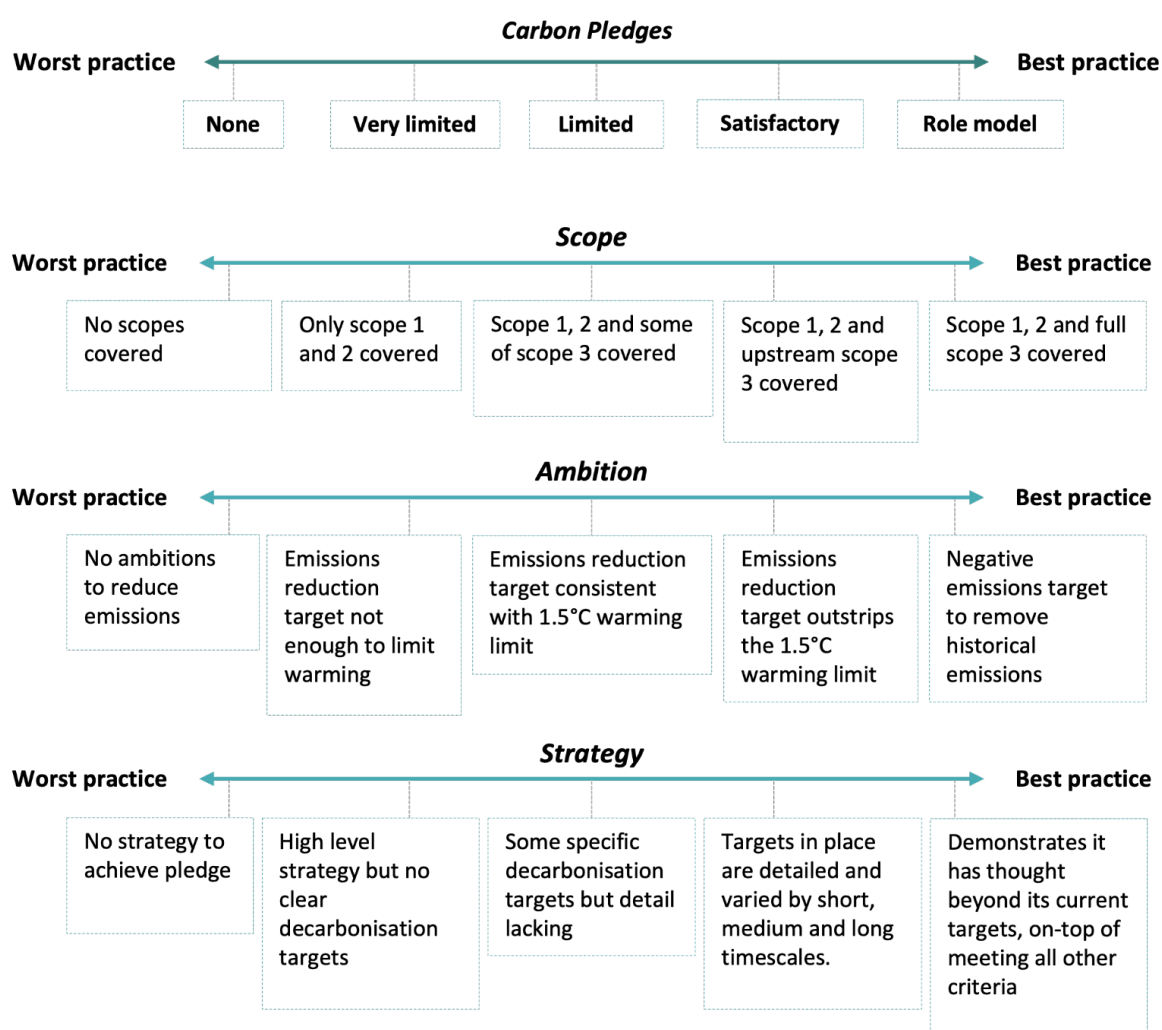 Carbon Pledges
Worst practice
Best practice
None
Very limited
Limited
Satisfactory
Role model
Scope
Worst practice
Best practice
No scopes
covered
Only scope 1
and 2 covered
Scope 1, 2 and some
of scope 3 covered
Scope 1, 2 and
upstream scope
3 covered
Scope 1, 2 and full
scope 3 covered
Ambition
Worst practice
Best practice
No ambitions
to reduce
emissions
Emissions
reduction
target not
enough to limit
warming
Emissions reduction
target consistent
with 1.5°C warming
limit
Emissions
reduction
target outstrips
the 1.5°C
warming limit
Negative
emissions target
to remove
historical
emissions
Strategy
Worst practice
Best practice
No strategy to
achieve pledge
High level
strategy but no
clear
decarbonisation
targets
Some specific
decarbonisation
targets but detail
lacking
Targets in place
are detailed and
varied by short,
medium and long
timescales.
Demonstrates it
has thought
beyond its current
targets, on-top of
meeting all other
criteria